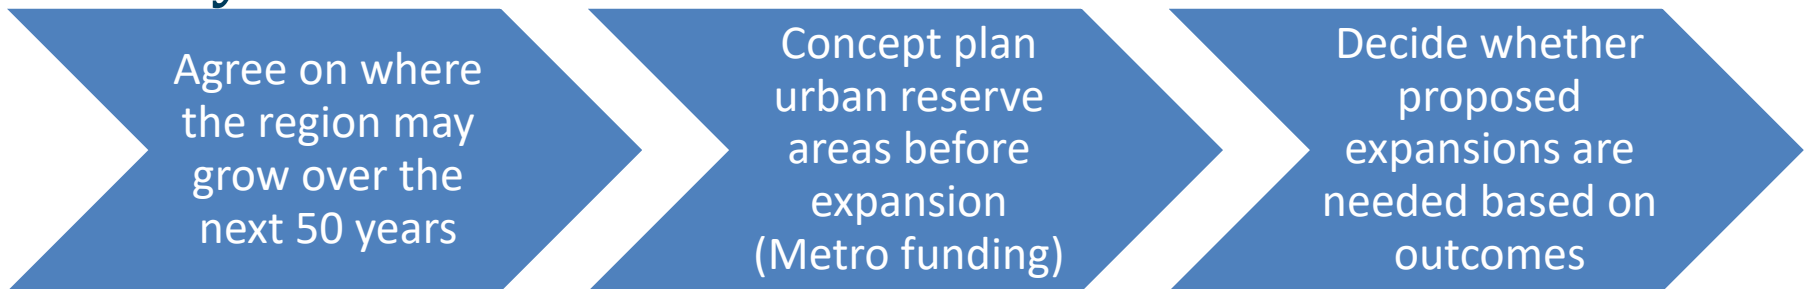 Agree on where
the region may
grow over the
next 50 years
Concept plan
urban reserve
areas before
expansion
(Metro funding)
Decide whether
proposed
expansions are
needed based on
outcomes